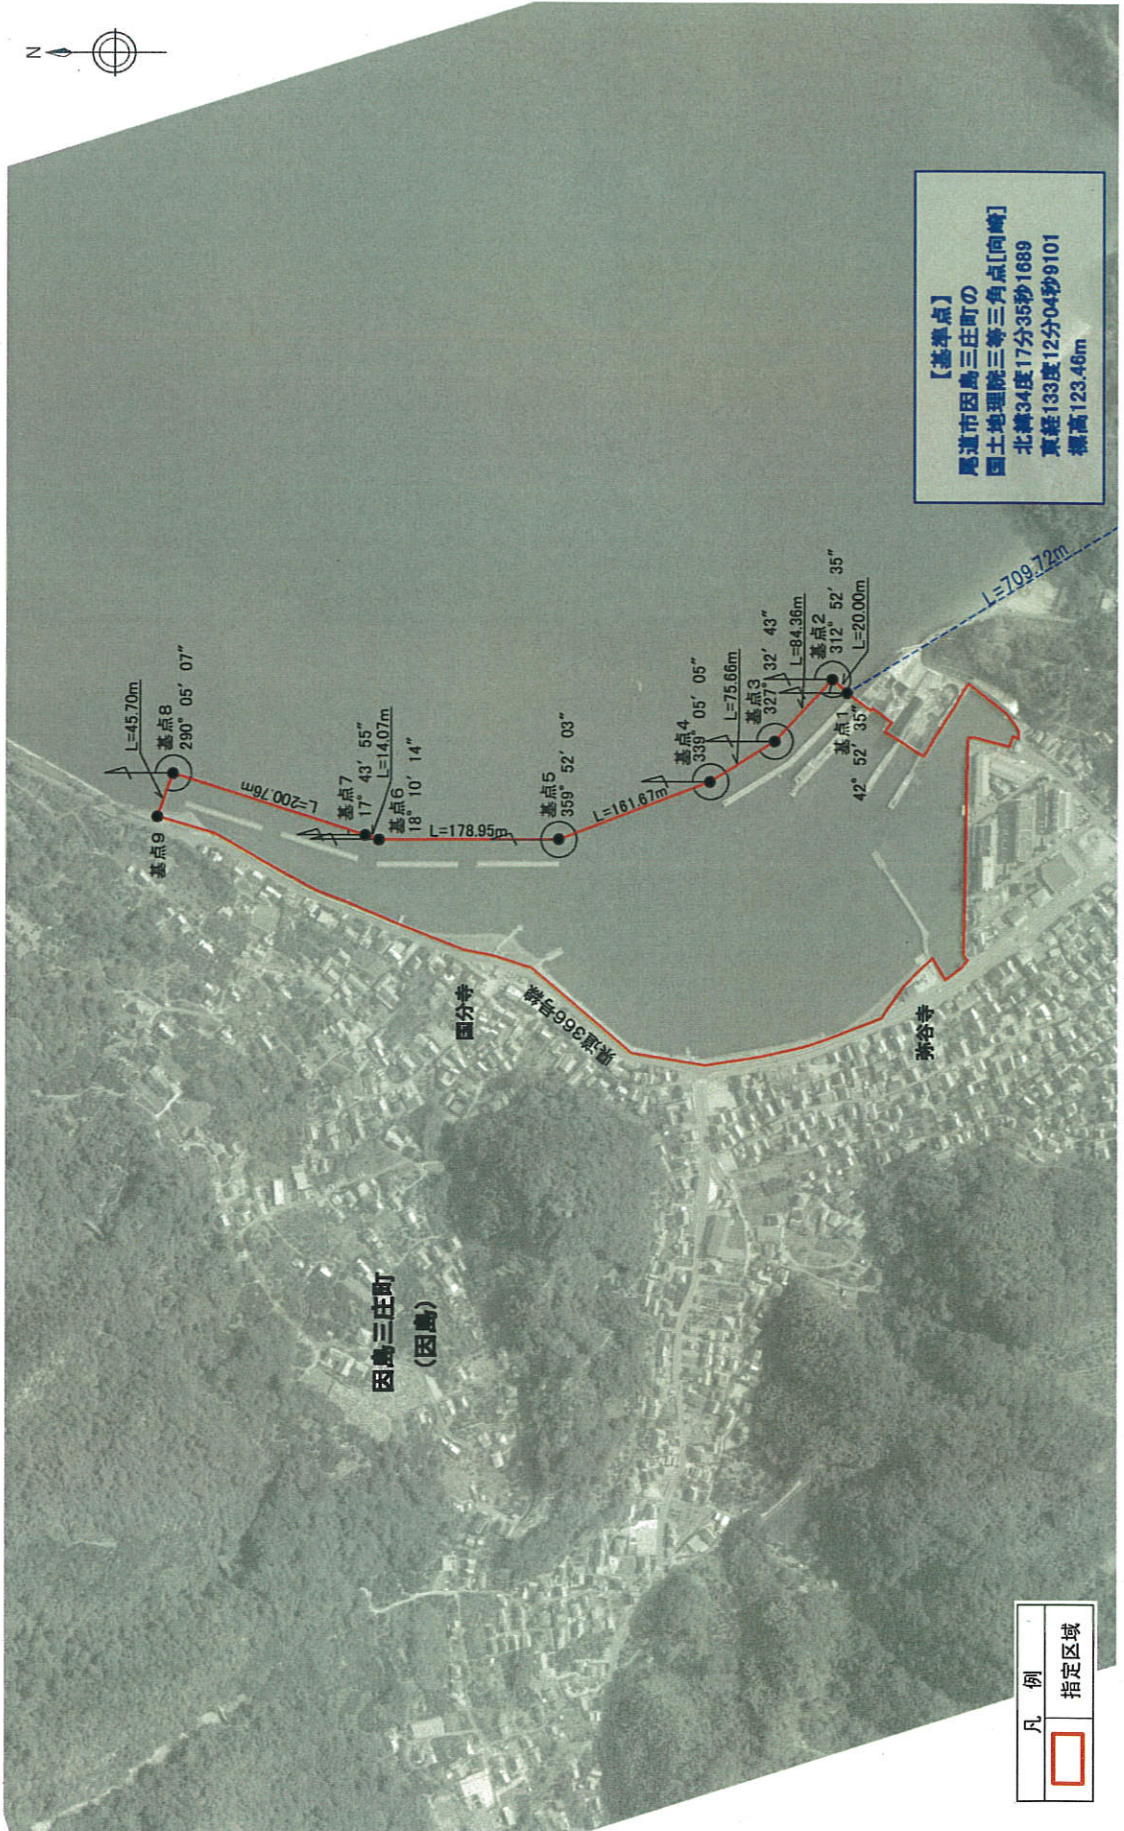 N
L=45.70m
基点8
290° 05′ 07″
基点9
L=200.76m
基点7
17° 43′ 55″
L=14.07m
基点6
18° 10′ 14″
L=178.95m
基点5
359° 52′ 03″
L=161.67m
基点4
339° 05′ 05″
L=75.66m
基点3
327° 32′ 43″
L=84.36m
基点2
312° 52′ 35″
L=20.00m
基点1
42° 52′ 35″
L=709.72m
国分寺
県道366号線
弥谷寺
因島三庄町
(因島)
【基準点】
尾道市因島三庄町の
国土地理院三等三角点[向崎]
北緯34度17分35秒1689
東経133度12分04秒9101
標高123.46m
凡 例
指定区域